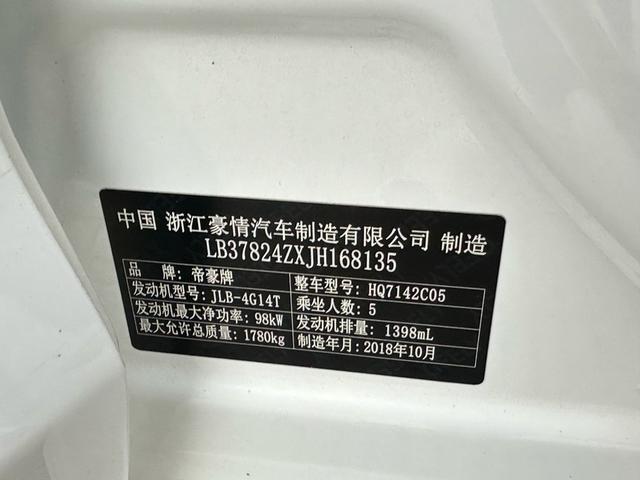 中国 浙江豪情汽车制造有限公司 制造
LB37824ZXJH168135
品 牌: 帝豪牌 整车型号: HQ7142C05
发动机型号: JLB-4G14T 乘坐人数: 5
发动机最大净功率: 98kW 发动机排量: 1398mL
最大允许总质量: 1780kg 制造年月: 2018年10月